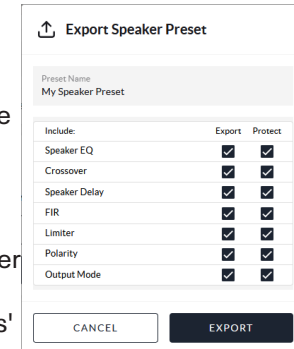 Export Speaker Preset
Preset Name
My Speaker Preset
e
Include: Export Protect
Speaker EQ
Crossover
Speaker Delay
FIR
Limiter
er Polarity
Output Mode
s' CANCEL EXPORT